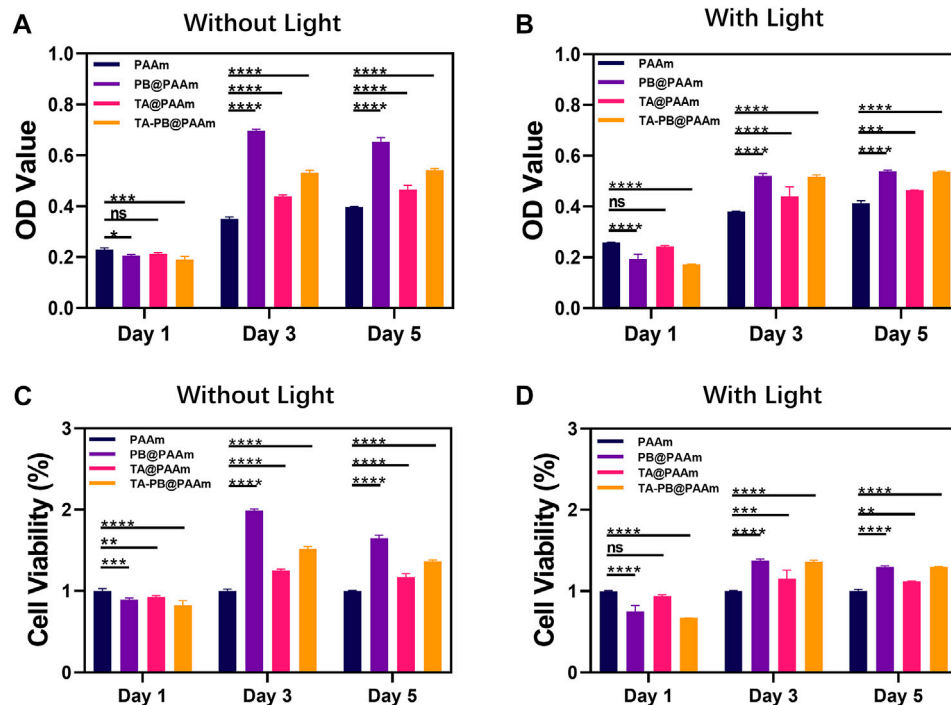 A
Without Light
OD Value
1.0
0.8
0.6
0.4
0.2
0.0
PAAm
PB@PAAm
TA@PAAm
TA-PB@PAAm
***
ns
*
****
****
****
****
****
****
Day 1
Day 3
Day 5
B
With Light
OD Value
1.0
0.8
0.6
0.4
0.2
0.0
PAAm
PB@PAAm
TA@PAAm
TA-PB@PAAm
****
ns
****
****
****
****
****
***
****
Day 1
Day 3
Day 5
C
Without Light
Cell Viability (%)
3
2
1
0
PAAm
PB@PAAm
TA@PAAm
TA-PB@PAAm
****
**
***
****
****
****
****
****
****
Day 1
Day 3
Day 5
D
With Light
Cell Viability (%)
3
2
1
0
PAAm
PB@PAAm
TA@PAAm
TA-PB@PAAm
****
ns
****
****
***
****
****
**
****
Day 1
Day 3
Day 5